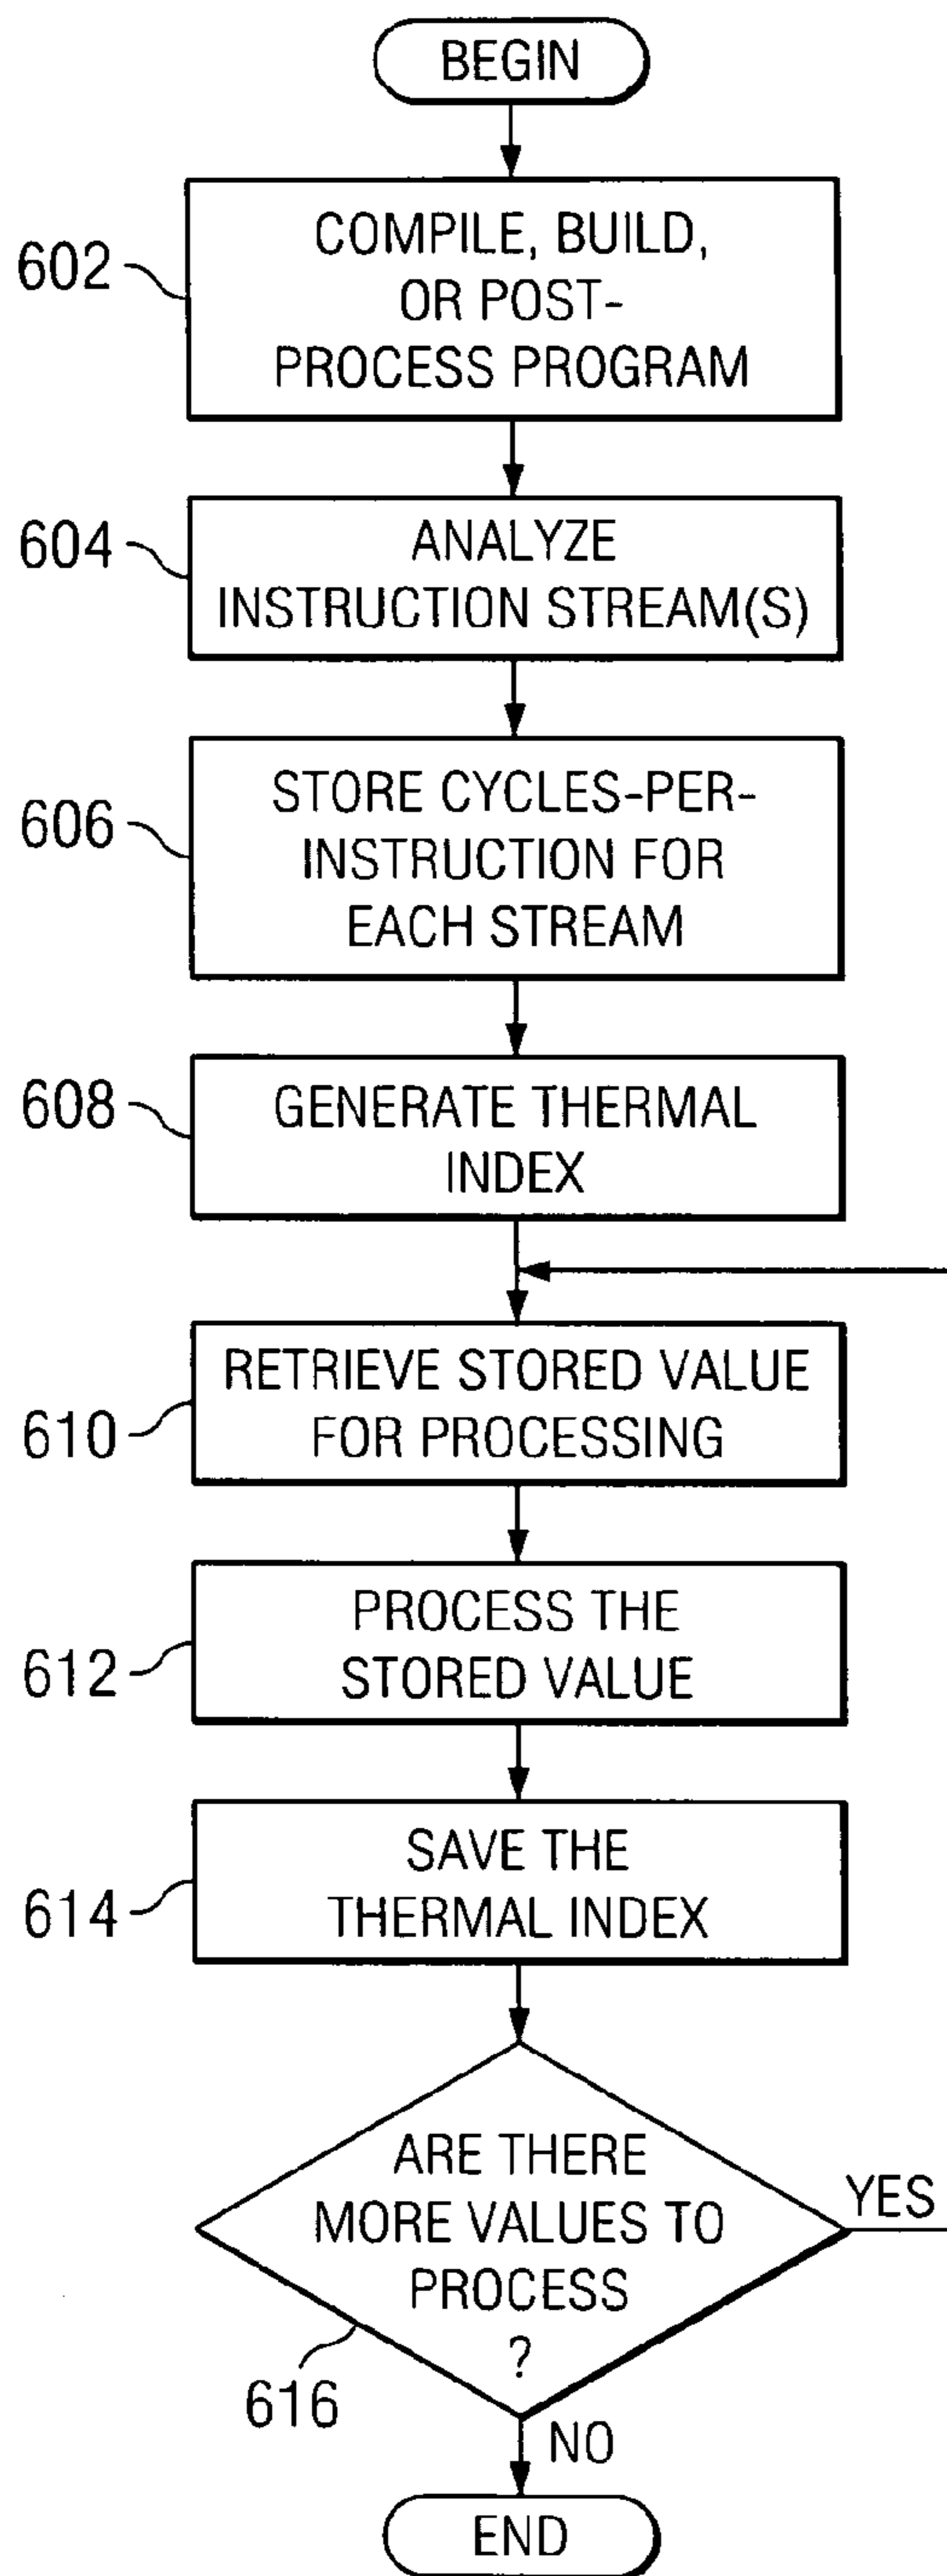 BEGIN
602
COMPILE, BUILD,
OR POST-
PROCESS PROGRAM
604
ANALYZE
INSTRUCTION STREAM(S)
606
STORE CYCLES-PER-
INSTRUCTION FOR
EACH STREAM
608
GENERATE THERMAL
INDEX
610
RETRIEVE STORED VALUE
FOR PROCESSING
612
PROCESS THE
STORED VALUE
614
SAVE THE
THERMAL INDEX
ARE THERE
MORE VALUES TO
PROCESS
?
YES
616
NO
END